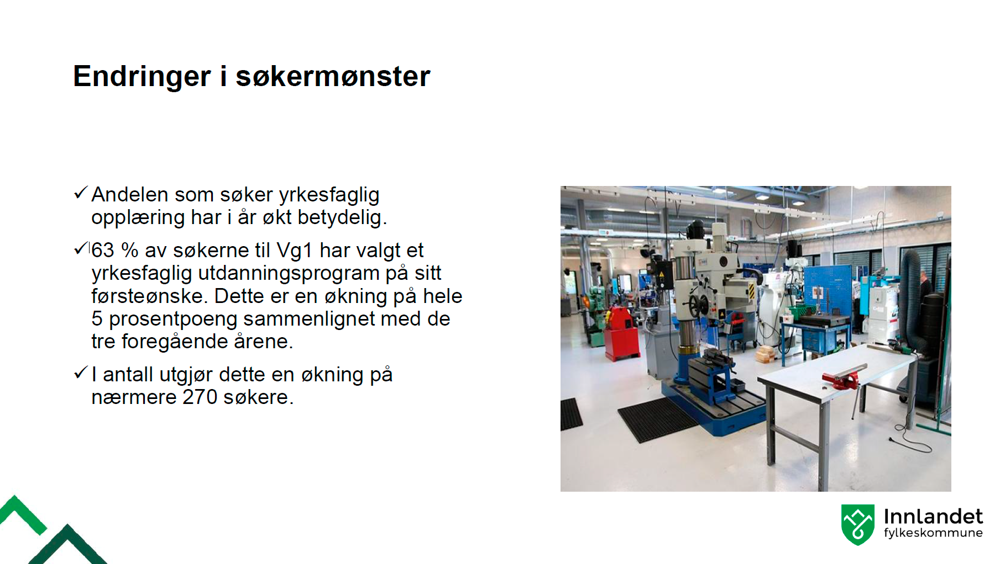 Endringer i søkermønster
✓ Andelen som søker yrkesfaglig
opplæring har i år økt betydelig.
✓ 63 % av søkerne til Vg1 har valgt et
yrkesfaglig utdanningsprogram på sitt
førsteønske. Dette er en økning på hele
5 prosentpoeng sammenlignet med de
tre foregående årene.
✓ I antall utgjør dette en økning på
nærmere 270 søkere.
Innlandet
fylkeskommune